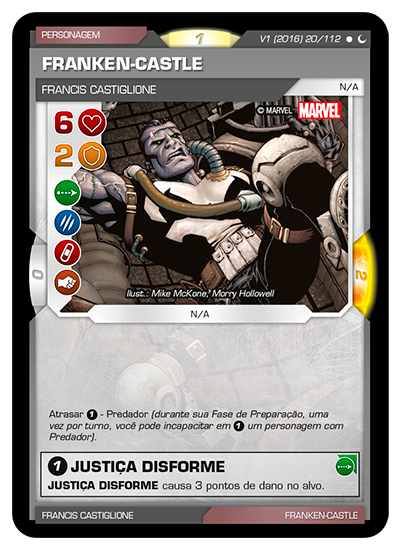 PERSONAGEM
1
V1 (2016) 20/112
FRANKEN-CASTLE
FRANCIS CASTIGLIONE
N/A
© MARVEL MARVEL
6
2
0
2
Ilust.: Mike McKone, Morry Hollowell
N/A
Atrasar 1 - Predador (durante sua Fase de Preparação, uma
vez por turno, você pode incapacitar em 1 um personagem com
Predador).
1 JUSTIÇA DISFORME
JUSTIÇA DISFORME causa 3 pontos de dano no alvo.
FRANCIS CASTIGLIONE
FRANKEN-CASTLE